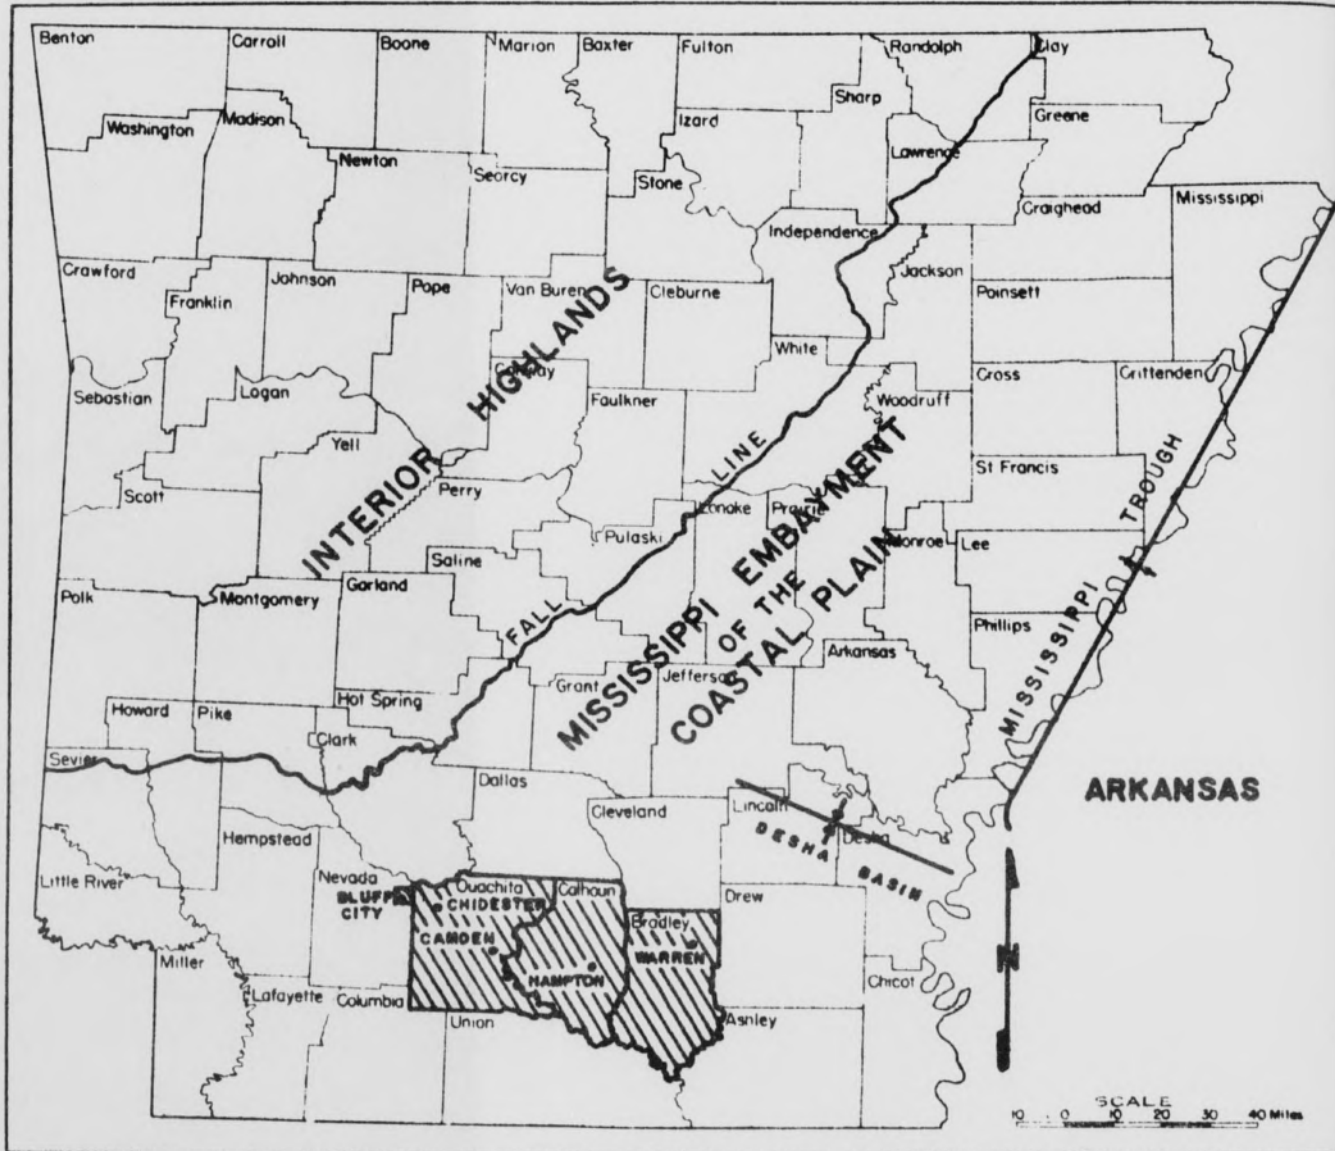 Benton
Carroll
Boone
Marion
Baxter
Fulton
Randolph
Clay
Sharp
Washington
Madison
Izard
Greene
Newton
Searcy
Stone
Lawrence
Craighead
Mississippi
Independence
Crawford
Franklin
Johnson
Pope
Van Buren
Cleburne
Jackson
Poinsett
White
Cross
Crittenden
Sebastian
Logan
Conway
Faulkner
Woodruff
Yell
St Francis
Scott
Perry
Pulaski
Lonoke
Prairie
Monroe
Lee
Saline
Garland
Polk
Montgomery
Phillips
Arkansas
Grant
Jefferson
Hot Spring
Howard
Pike
Clark
Sevier
Dallas
Cleveland
Lincoln
Desha
Hempstead
Nevada
Little River
Ouachita
Calhoun
Drew
Bradley
Miller
Lafayette
Columbia
Union
Chicot
Ashley
INTERIOR HIGHLANDS
FALL LINE
MISSISSIPPI EMBAYMENT
OF THE
COASTAL PLAIN
MISSISSIPPI TROUGH
DESHA BASIN
BLUFF
CITY
CHIDESTER
CAMDEN
HAMPTON
WARREN
ARKANSAS
N
SCALE
10 0 10 20 30 40 Miles